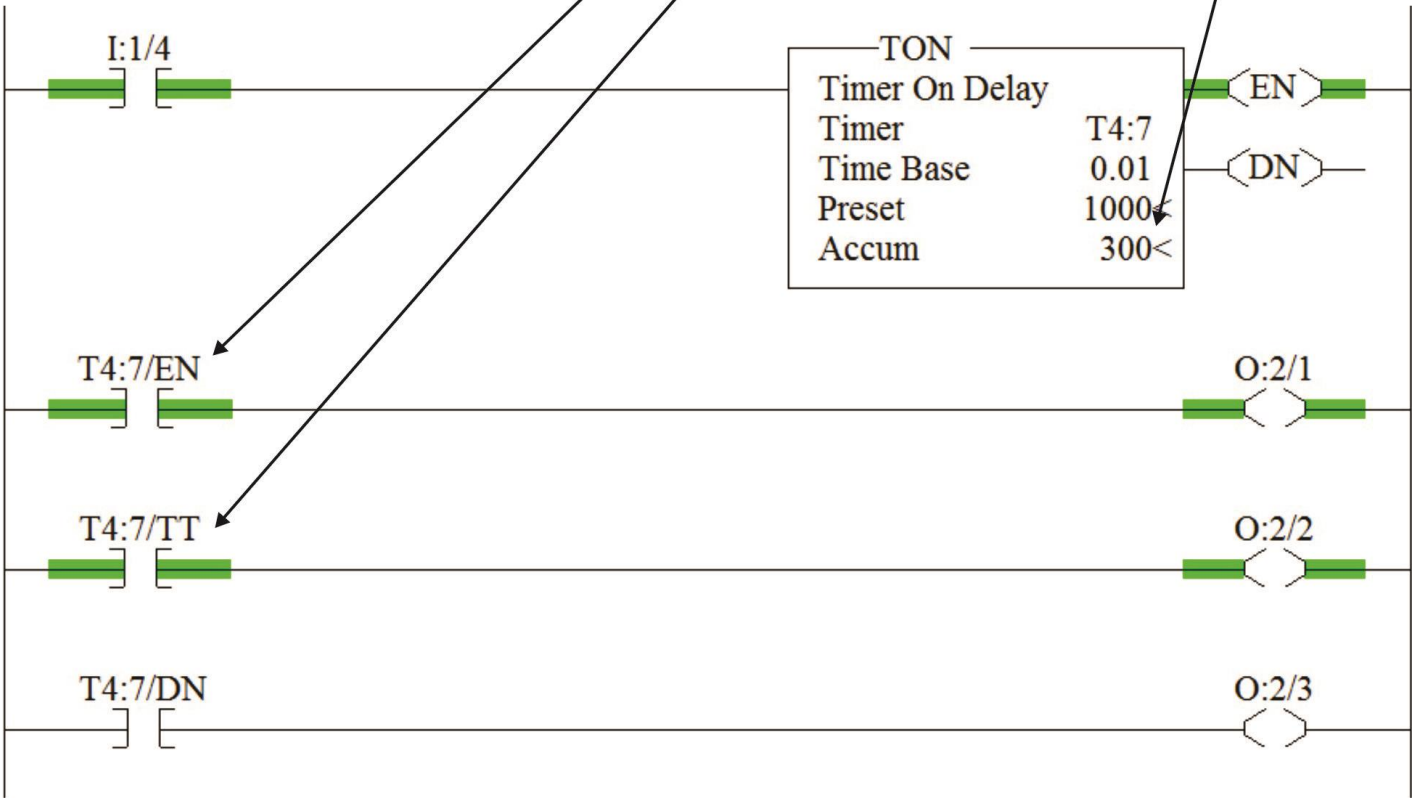 I:1/4
TON
Timer On Delay
Timer T4:7
Time Base 0.01
Preset 1000<
Accum 300<
EN
DN
T4:7/EN
O:2/1
T4:7/TT
O:2/2
T4:7/DN
O:2/3